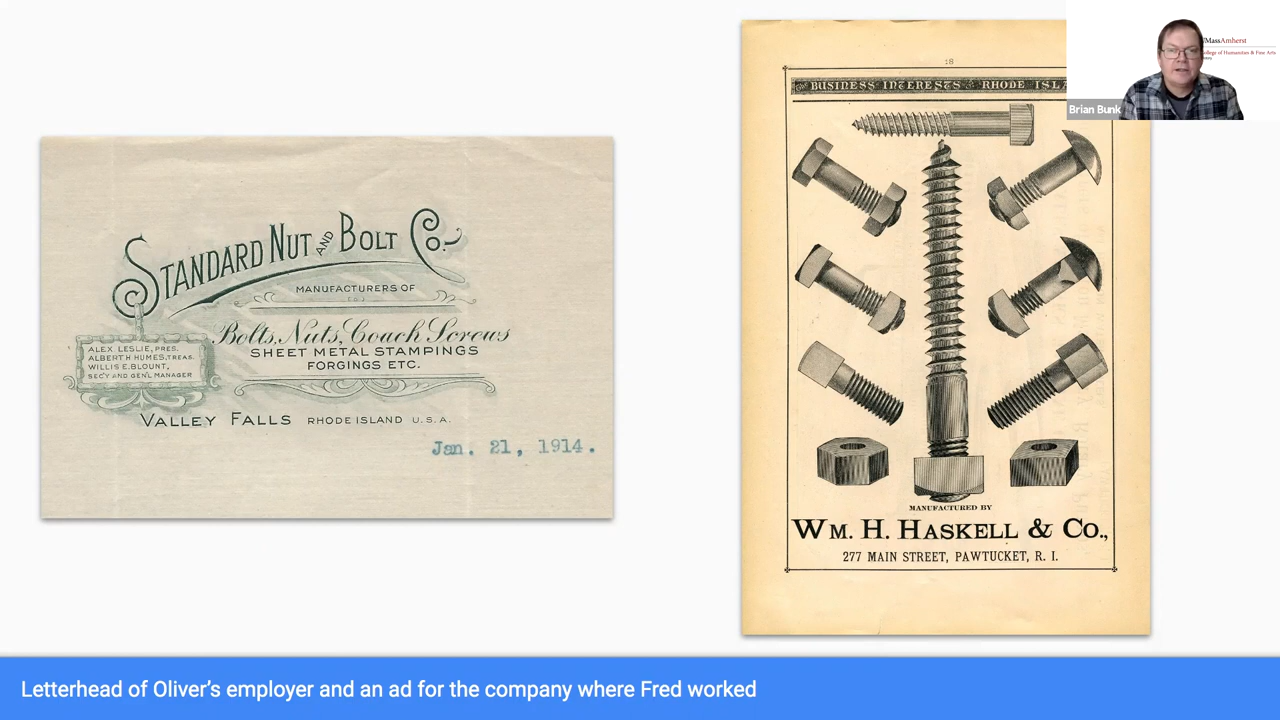 STANDARD NUT AND BOLT CO.
MANUFACTURERS OF
Bolts, Nuts, Coach Screws
SHEET METAL STAMPINGS
FORGINGS ETC.
ALEX. LESLIE, PRES.
ALBERT H. HUMES, TREAS.
WILLIS E. BLOUNT,
SEC'Y AND GEN'L MANAGER
VALLEY FALLS RHODE ISLAND U.S.A.
Jan. 21, 1914.
18
BUSINESS INTERESTS RHODE
MANUFACTURED BY
WM. H. HASKELL & CO.,
277 MAIN STREET, PAWTUCKET, R. I.
MassAmherst
College of Humanities & Fine Arts
Brian Bunk
Letterhead of Oliver's employer and an ad for the company where Fred worked